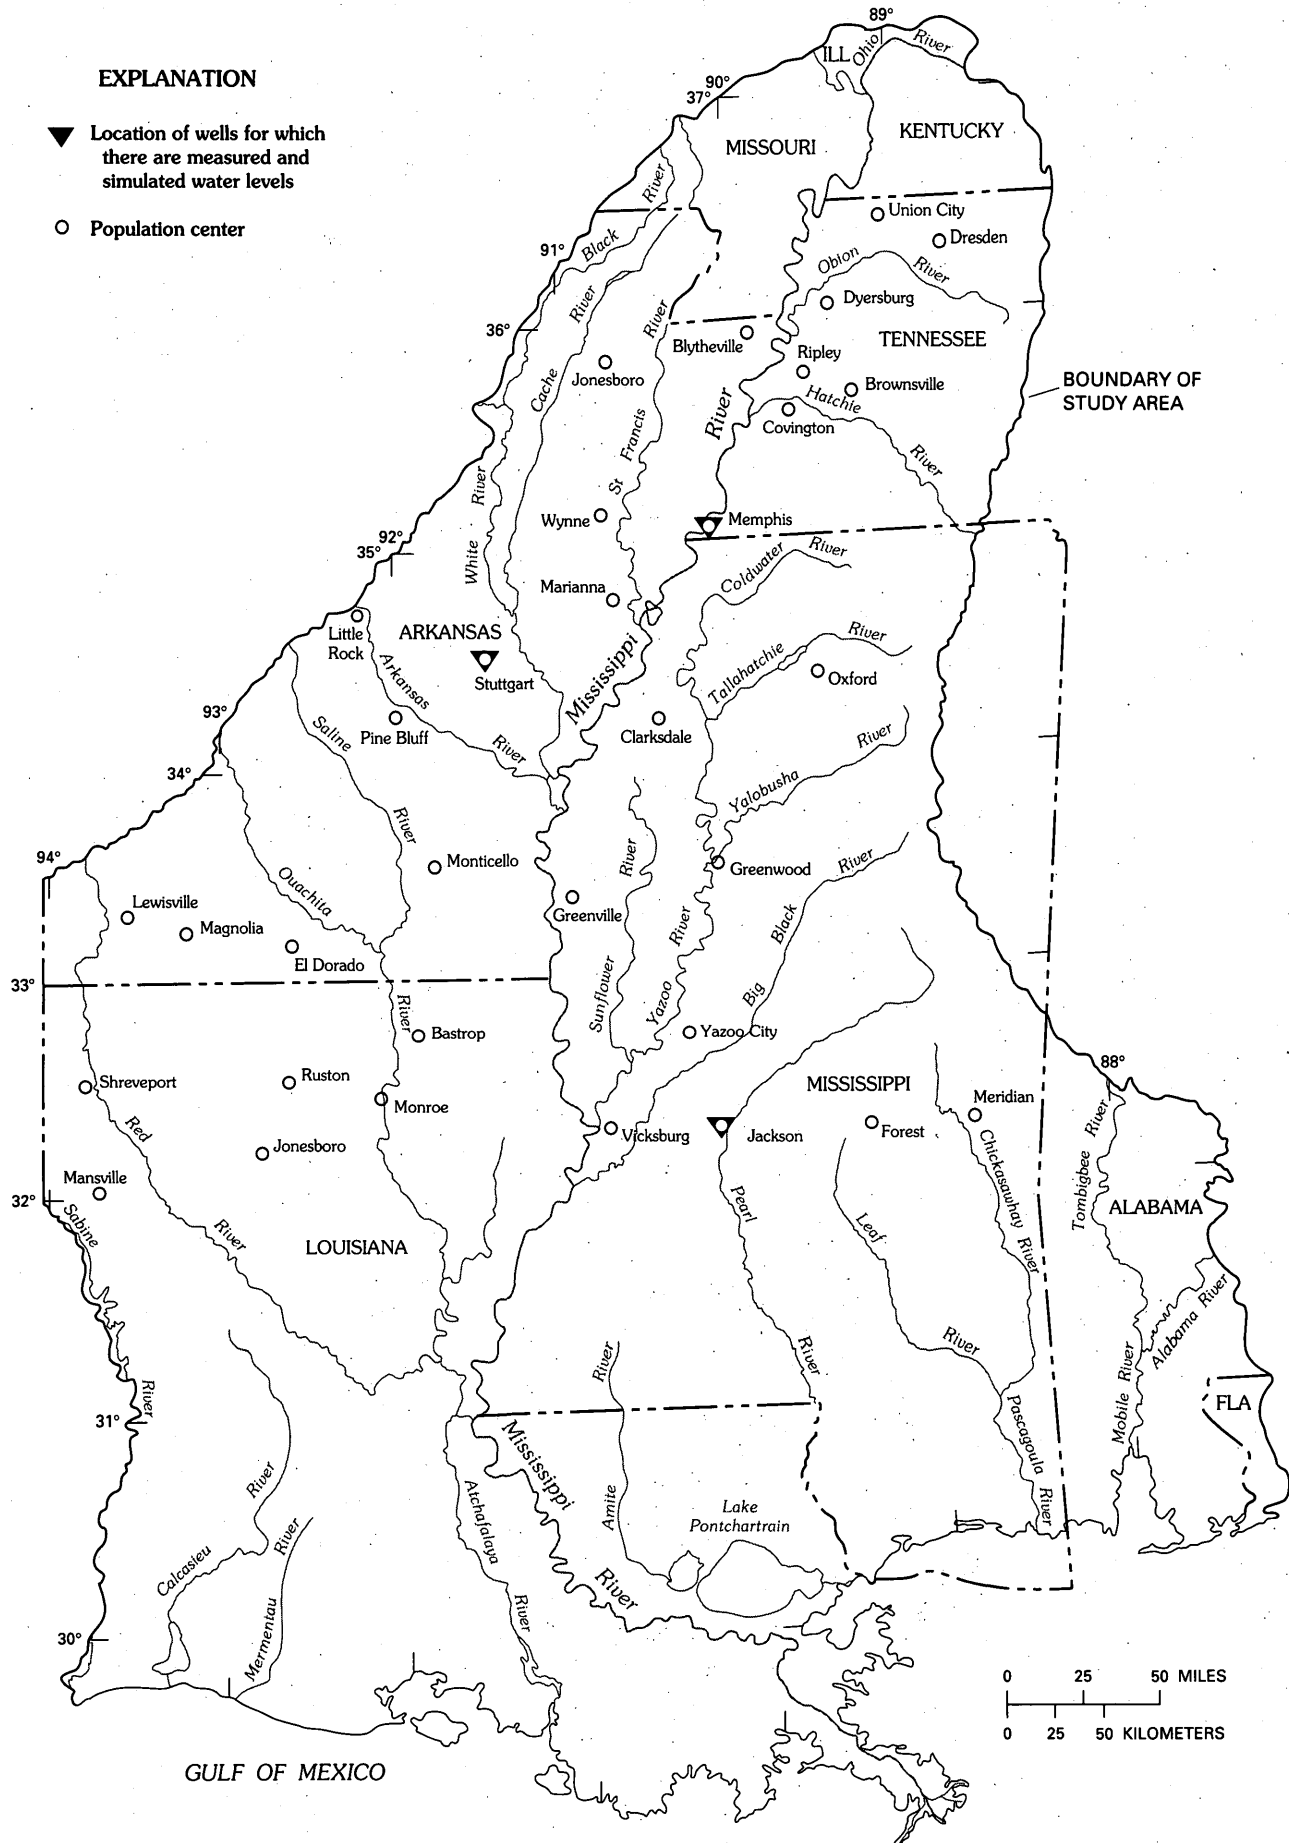 EXPLANATION
Location of wells for which
there are measured and
simulated water levels
Population center
89°
90°
37°
ILL
Ohio
River
MISSOURI
KENTUCKY
River
Union City
Dresden
91°
Black
Obion
River
River
Dyersburg
36°
River
Blytheville
TENNESSEE
Ripley
Jonesboro
Cache
Brownsville
BOUNDARY OF
STUDY AREA
River
Hatchie
Covington
Francis
River
St
River
Wynne
Memphis
92°
35°
White
Coldwater
River
Marianna
Little
Rock
ARKANSAS
Mississippi
River
Tallahatchie
Oxford
Arkansas
Stuttgart
93°
Saline
Pine Bluff
River
Clarksdale
River
34°
Yalobusha
River
River
River
94°
Monticello
Greenwood
Ouachita
Lewisville
Magnolia
Greenville
Black
River
El Dorado
33°
Sunflower
Yazoo
Big
River
Bastrop
Yazoo City
Shreveport
Ruston
MISSISSIPPI
88°
Monroe
Meridian
Red
Vicksburg
Jackson
Forest
River
Jonesboro
Chickasawhay
River
Mansville
32°
Sabine
Pearl
Tombigbee
ALABAMA
River
LOUISIANA
Leaf
River
River
River
Alabama River
River
River
Mobile River
FLA
31°
Mississippi
Pascagoula
River
River
Atchafalaya
Amite
Lake
Pontchartrain
River
Calcasieu
River
River
Mermentau
30°
0 25 50 MILES
0 25 50 KILOMETERS
GULF OF MEXICO